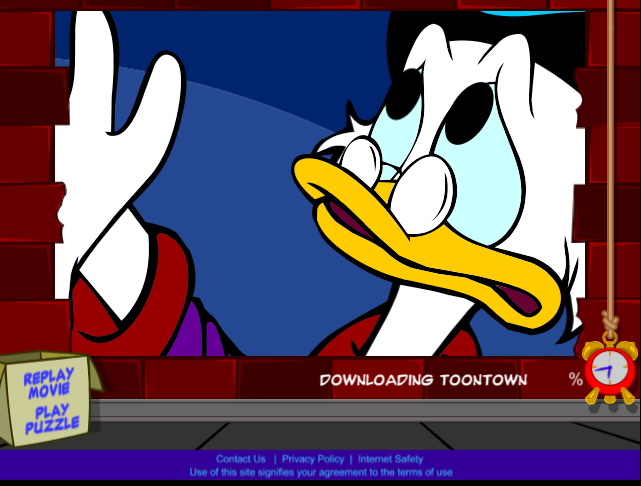 DOWNLOADING TOONTOWN %
REPLAY
MOVIE
PLAY
PUZZLE
Contact Us | Privacy Policy | Internet Safety
Use of this site signifies your agreement to the terms of use